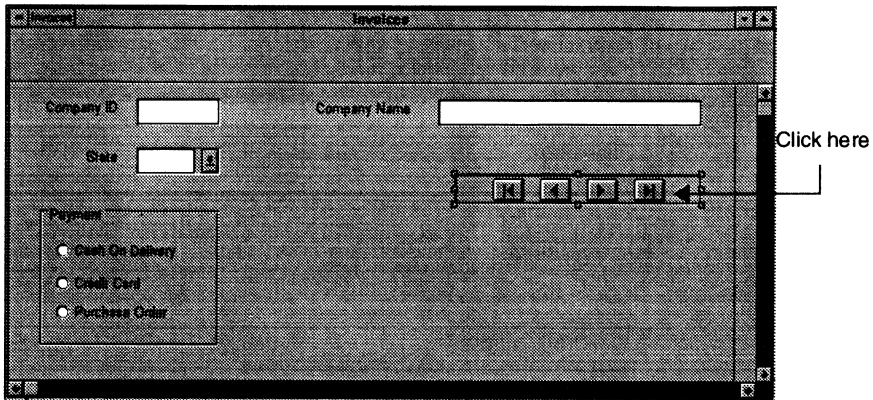 Invoices Invoices
Company ID Company Name
Click here
State
Payment
Cash On Delivery
Credit Card
Purchase Order